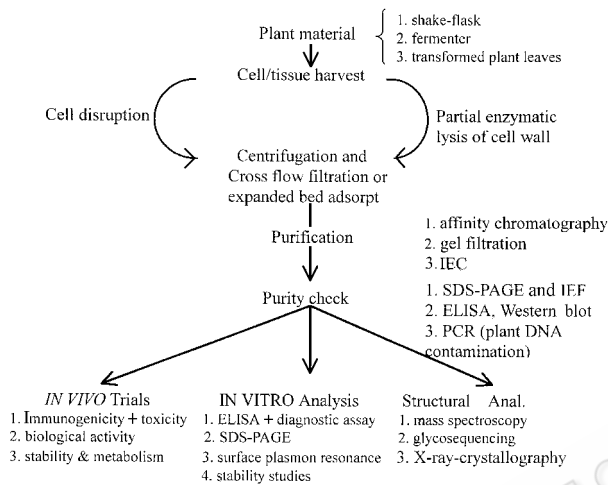 Plant material
1. shake-flask
2. fermenter
3. transformed plant leaves
Cell/tissue harvest
Cell disruption
Partial enzymatic
lysis of cell wall
Centrifugation and
Cross flow filtration or
expanded bed adsorpt
Purification
1. affinity chromatography
2. gel filtration
3.IEC
Purity check
1. SDS-PAGE and IEF
2. ELISA, Western blot
3. PCR (plant DNA
contamination)
IN VIVO Trials
1. Immunogenicity + toxicity
2. biological activity
3. stability & metabolism
IN VITRO Analysis
1. ELISA + diagnostic assay
2. SDS-PAGE
3. surface plasmon resonance
4. stability studies
Structural Anal.
1. mass spectroscopy
2. glycosequencing
3. X-ray-crystallography